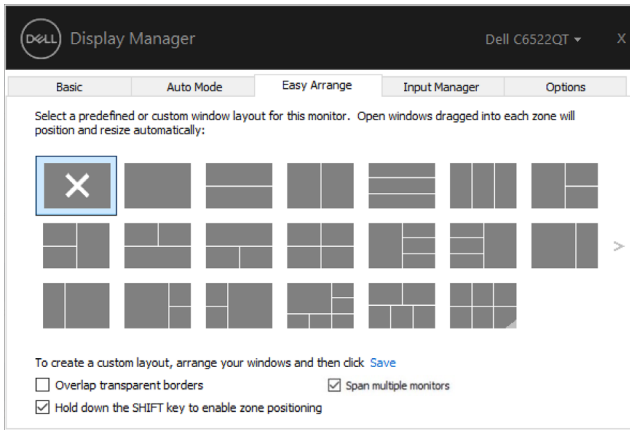 DELL Display Manager Dell C6522QT X
Basic Auto Mode Easy Arrange Input Manager Options
Select a predefined or custom window layout for this monitor. Open windows dragged into each zone will
position and resize automatically:
To create a custom layout, arrange your windows and then click Save
Overlap transparent borders Span multiple monitors
Hold down the SHIFT key to enable zone positioning